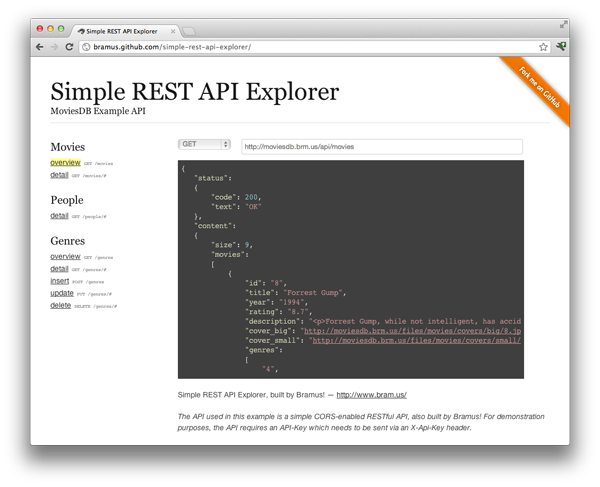 Simple REST API Explorer
bramus.github.com/simple-rest-api-explorer/
Fork me on GitHub
Simple REST API Explorer
MoviesDB Example API
Movies
overview GET /movies
detail GET /movies/#
People
detail GET /people/#
Genres
overview GET /genres
detail GET /genres/#
insert POST /genres
update PUT /genres/#
delete DELETE /genres/#
GET
http://moviesdb.brm.us/api/movies
{
"status":
{
"code": 200,
"text": "OK"
},
"content":
{
"size": 9,
"movies":
[
{
"id": "8",
"title": "Forrest Gump",
"year": "1994",
"rating": "8.7",
"description": "<p>Forrest Gump, while not intelligent, has accid
"cover_big": "http://moviesdb.brm.us/files/movies/covers/big/8.jp
"cover_small": "http://moviesdb.brm.us/files/movies/covers/small/
"genres":
[
"4",
Simple REST API Explorer, built by Bramus! — http://www.bram.us/
The API used in this example is a simple CORS-enabled RESTful API, also built by Bramus! For demonstration
purposes, the API requires an API-Key which needs to be sent via an X-Api-Key header.